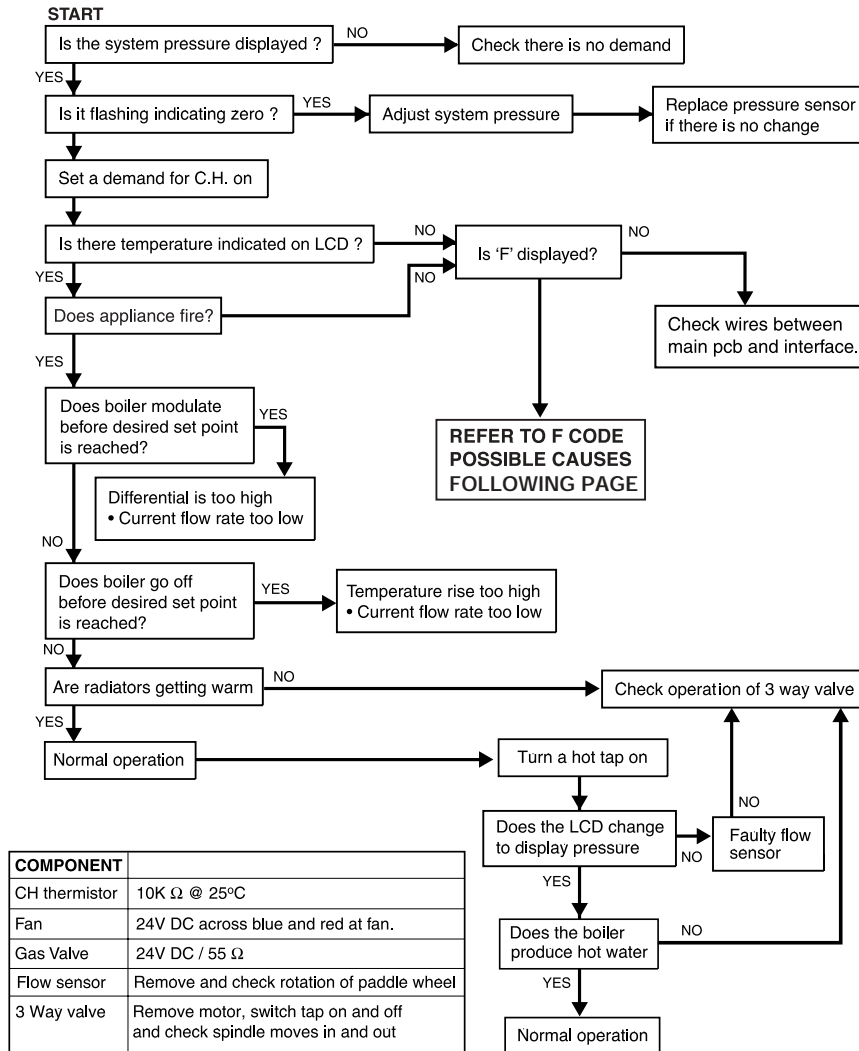 START
Is the system pressure displayed ?
NO
Check there is no demand
YES
Is it flashing indicating zero ?
YES
Adjust system pressure
Replace pressure sensor
if there is no change
Set a demand for C.H. on
Is there temperature indicated on LCD ?
NO
Is ‘F’ displayed?
NO
YES
NO
Does appliance fire?
Check wires between
main pcb and interface.
YES
Does boiler modulate
before desired set point
is reached?
YES
REFER TO F CODE
POSSIBLE CAUSES
FOLLOWING PAGE
Differential is too high
• Current flow rate too low
NO
Does boiler go off
before desired set point
is reached?
YES
Temperature rise too high
• Current flow rate too low
NO
Are radiators getting warm
NO
Check operation of 3 way valve
YES
Normal operation
Turn a hot tap on
Does the LCD change
to display pressure
NO
Faulty flow
sensor
NO
YES
Does the boiler
produce hot water
NO
YES
Normal operation
COMPONENT
CH thermistor 10K Ω @ 25ºC
Fan 24V DC across blue and red at fan.
Gas Valve 24V DC / 55 Ω
Flow sensor Remove and check rotation of paddle wheel
3 Way valve Remove motor, switch tap on and off
and check spindle moves in and out